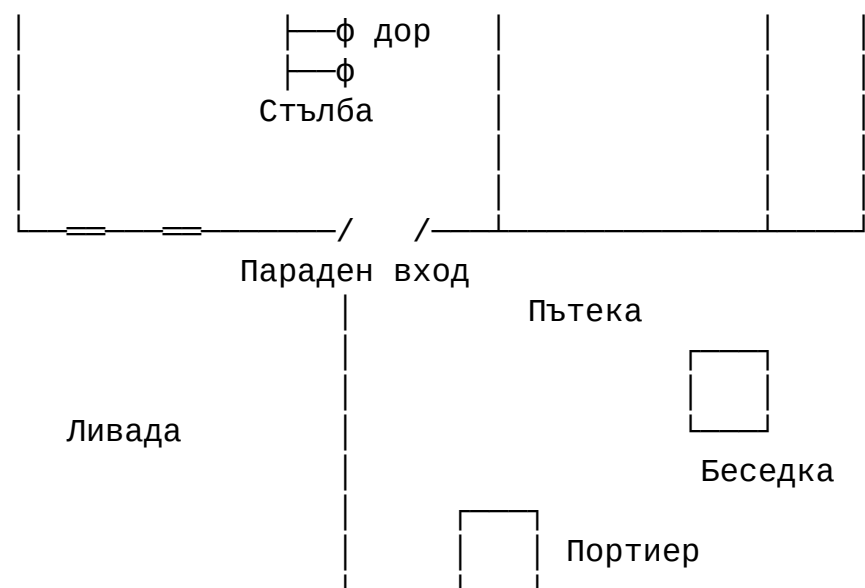 дор
Стълба
Параден вход
Пътека
Ливада
Беседка
Портиер